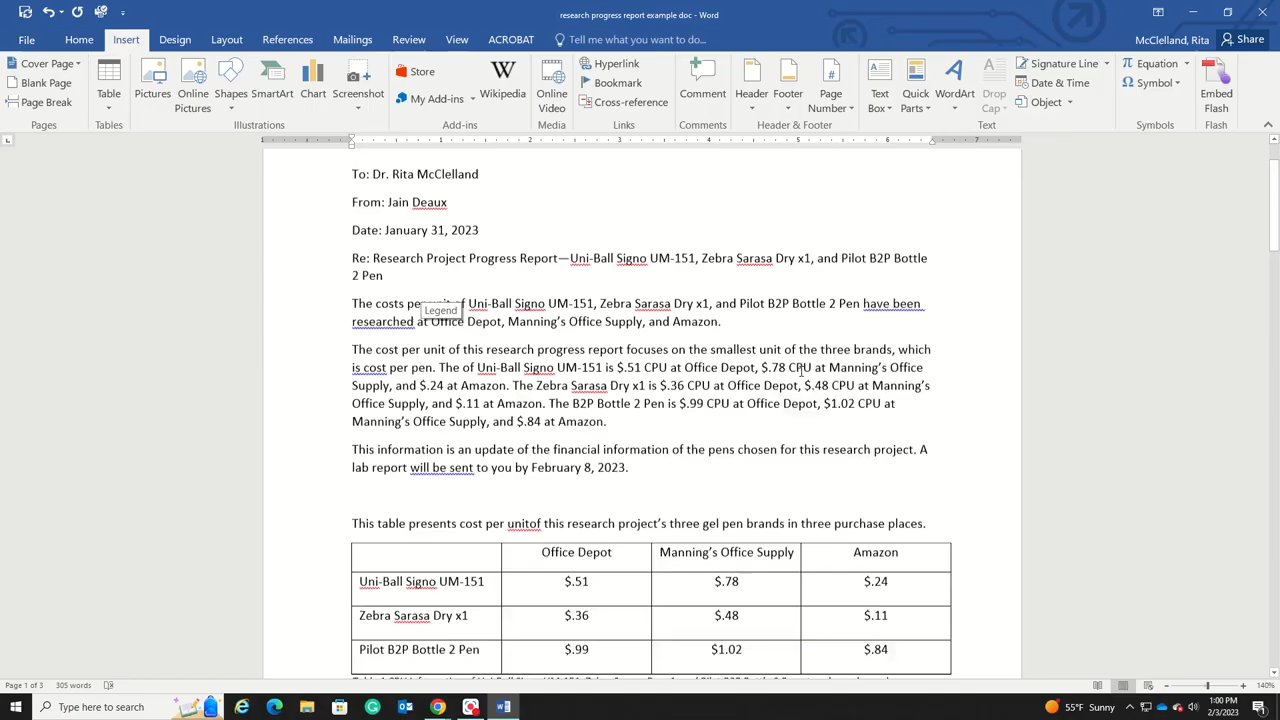 research progress report example doc - Word
File Home Insert Design Layout References Mailings Review View ACROBAT Tell me what you want to do... McClelland, Rita Share
Cover Page
Blank Page
Page Break
Pages
Table
Tables
Pictures Online Pictures Shapes SmartArt Chart Screenshot
Illustrations
Store
My Add-ins
Wikipedia
Add-ins
Online Video
Media
Hyperlink
Bookmark
Cross-reference
Links
Comment
Comments
Header Footer Page Number
Header & Footer
Text Box Quick Parts WordArt Drop Cap
Signature Line
Date & Time
Object
Text
Equation
Symbol
Symbols
Embed Flash
Flash
1 1 2 3 4 5 6 7
To: Dr. Rita McClelland
From: Jain Deaux
Date: January 31, 2023
Re: Research Project Progress Report—Uni-Ball Signo UM-151, Zebra Sarasa Dry x1, and Pilot B2P Bottle
2 Pen
The costs per unit of Uni-Ball Signo UM-151, Zebra Sarasa Dry x1, and Pilot B2P Bottle 2 Pen have been
Legend
researched at Office Depot, Manning's Office Supply, and Amazon.
The cost per unit of this research progress report focuses on the smallest unit of the three brands, which
is cost per pen. The of Uni-Ball Signo UM-151 is $.51 CPU at Office Depot, $.78 CPU at Manning's Office
Supply, and $.24 at Amazon. The Zebra Sarasa Dry x1 is $.36 CPU at Office Depot, $.48 CPU at Manning's
Office Supply, and $.11 at Amazon. The B2P Bottle 2 Pen is $.99 CPU at Office Depot, $1.02 CPU at
Manning's Office Supply, and $.84 at Amazon.
This information is an update of the financial information of the pens chosen for this research project. A
lab report will be sent to you by February 8, 2023.
This table presents cost per unitof this research project's three gel pen brands in three purchase places.
Office Depot Manning's Office Supply Amazon
Uni-Ball Signo UM-151 $.51 $.78 $.24
Zebra Sarasa Dry x1 $.36 $.48 $.11
Pilot B2P Bottle 2 Pen $.99 $1.02 $.84
Page 1 of 3 305 words 140%
Type here to search 55°F Sunny 1:00 PM
2/3/2023